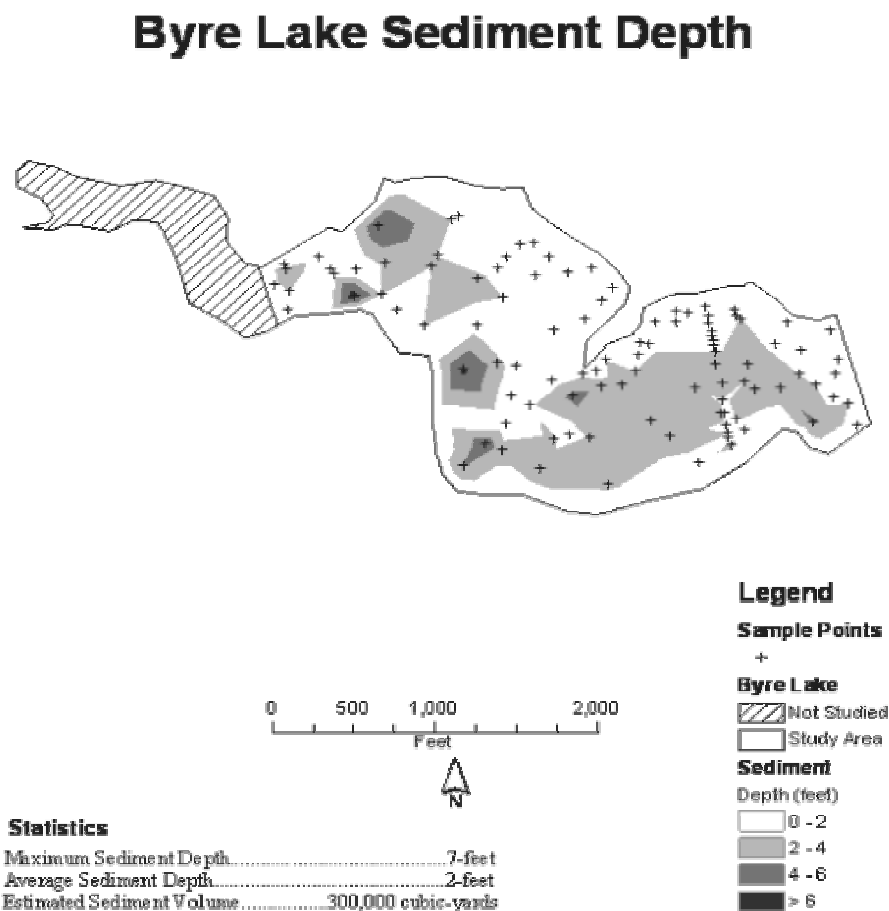 Byre Lake Sediment Depth
Legend
Sample Points
Byre Lake
Not Studied
Study Area
Sediment
Depth (feet)
0 - 2
2 - 4
4 - 6
> 6
0 500 1,000 2,000
Feet
N
Statistics
Maximum Sediment Depth..............................7-feet
Average Sediment Depth................................2-feet
Estimated Sediment Volume............300,000 cubic-yards